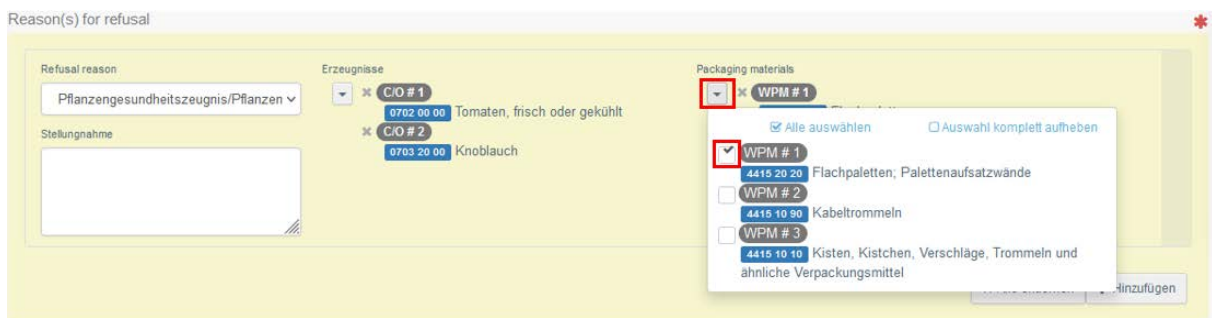 Reason(s) for refusal
Refusal reason
Pflanzengesundheitszeugnis/Pflanzen
Stellungnahme
Erzeugnisse
C/O # 1
0702 00 00 Tomaten, frisch oder gekühlt
C/O # 2
0703 20 00 Knoblauch
Packaging materials
WPM # 1
Alle auswählen
Auswahl komplett aufheben
WPM # 1
4415 20 20 Flachpaletten; Palettenaufsatzwände
WPM # 2
4415 10 90 Kabeltrommeln
WPM # 3
4415 10 10 Kisten, Kistchen, Verschläge, Trommeln und
ähnliche Verpackungsmittel
Hinzufügen